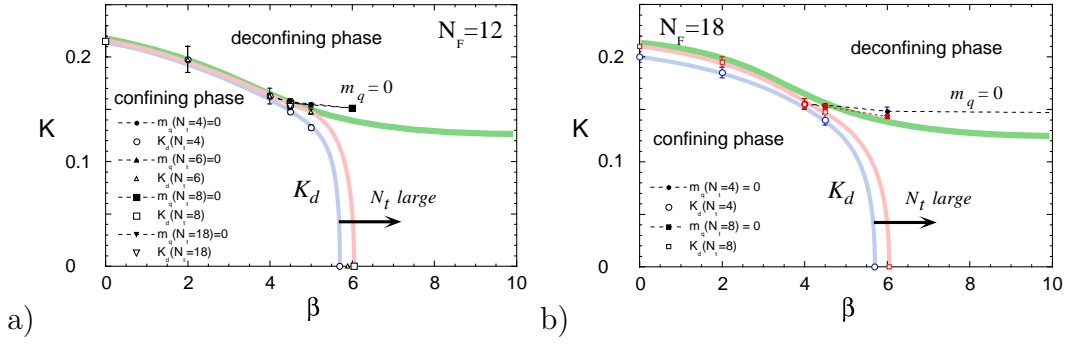 N_F=12
deconfining phase
m_q=0
confining phase
m_q(N_t=4)=0
K_d(N_t=4)
m_q(N_t=6)=0
K_d(N_t=6)
m_q(N_t=8)=0
K_d(N_t=8)
m_q(N_t=18)=0
K_d(N_t=18)
K_d
N_t large
K
0.2
0.1
0
0 2 4 6 8 10
β
a)
N_F=18
deconfining phase
m_q=0
confining phase
m_q(N_t=4) = 0
K_d(N_t=4)
m_q(N_t=8) = 0
K_d(N_t=8)
K_d
N_t large
K
0.2
0.1
0
0 2 4 6 8 10
β
b)